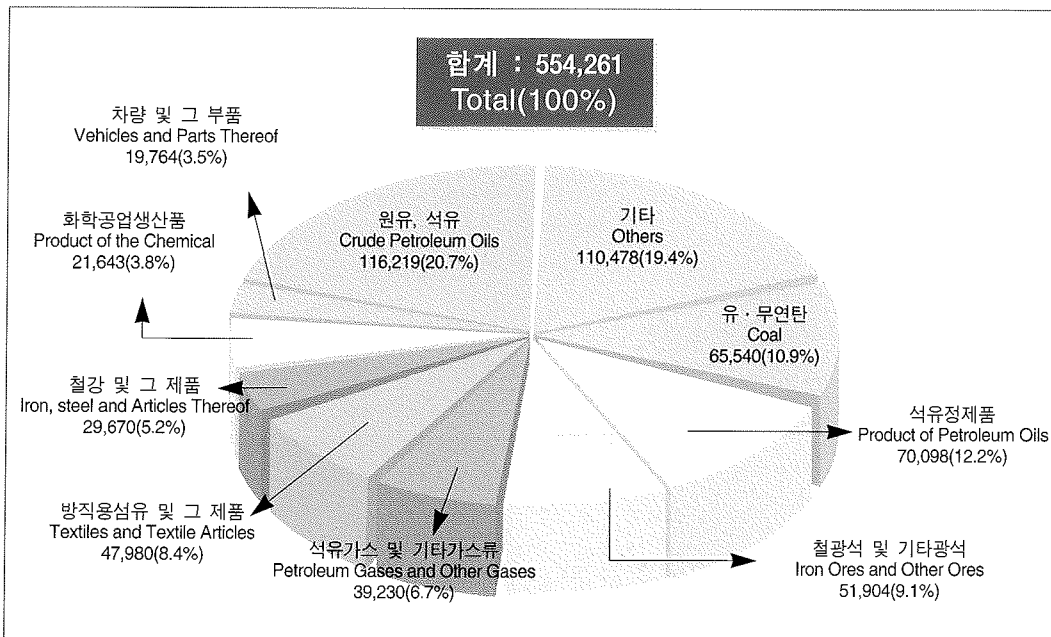 합계 : 554,261
Total(100%)
차량 및 그 부품
Vehicles and Parts Thereof
19,764(3.5%)
화학공업생산품
Product of the Chemical
21,643(3.8%)
원유, 석유
Crude Petroleum Oils
116,219(20.7%)
기타
Others
110,478(19.4%)
유·무연탄
Coal
65,540(10.9%)
철강 및 그 제품
Iron, steel and Articles Thereof
29,670(5.2%)
석유정제품
Product of Petroleum Oils
70,098(12.2%)
방직용섬유 및 그 제품
Textiles and Textile Articles
47,980(8.4%)
석유가스 및 기타가스류
Petroleum Gases and Other Gases
39,230(6.7%)
철광석 및 기타광석
Iron Ores and Other Ores
51,904(9.1%)